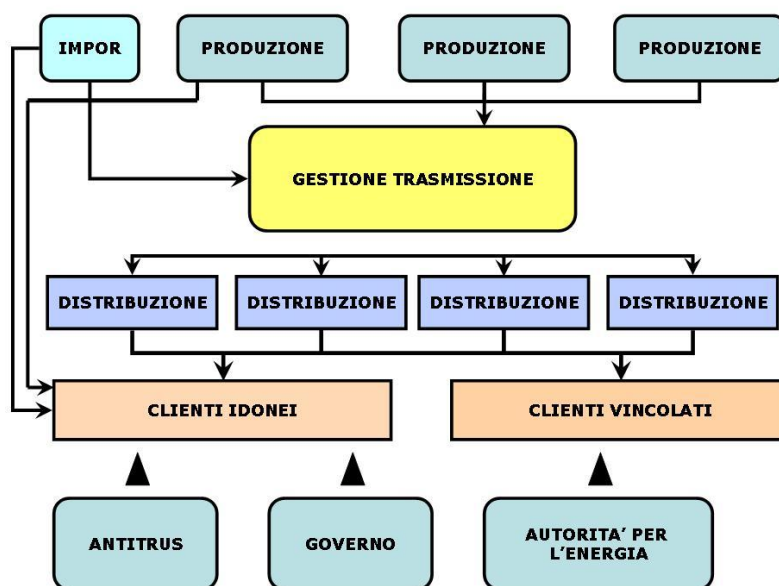 IMPOR
PRODUZIONE
PRODUZIONE
PRODUZIONE
GESTIONE TRASMISSIONE
DISTRIBUZIONE
DISTRIBUZIONE
DISTRIBUZIONE
DISTRIBUZIONE
CLIENTI IDONEI
CLIENTI VINCOLATI
ANTITRUS
GOVERNO
AUTORITA’ PER
L’ENERGIA